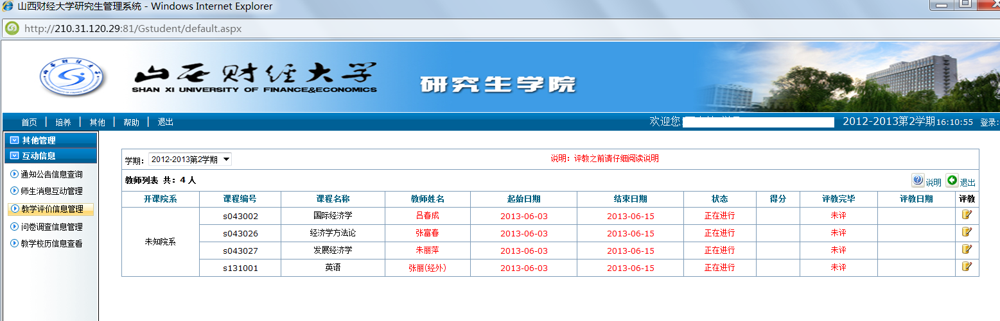 山西财经大学研究生管理系统 - Windows Internet Explorer
http://210.31.120.29:81/Gstudent/default.aspx
山西财经大学
SHAN XI UNIVERSITY OF FINANCE&ECONOMICS
研究生学院
首页 | 培养 | 其他 | 帮助 | 退出 欢迎您: 2012-2013第2学期16:10:55 登录:
其他管理
互动信息
通知公告信息查询
师生消息互动管理
教学评价信息管理
问卷调查信息管理
教学校历信息查看
学期: 2012-2013第2学期 说明：评教之前请仔细阅读说明
教师列表 共：4 人 说明 退出
开课院系 课程编号 课程名称 教师姓名 起始日期 结束日期 状态 得分 评教完毕 评教日期 评教
未知院系
s043002 国际经济学 吕春成 2013-06-03 2013-06-15 正在进行 未评
s043026 经济学方法论 张富春 2013-06-03 2013-06-15 正在进行 未评
s043027 发展经济学 朱丽萍 2013-06-03 2013-06-15 正在进行 未评
s131001 英语 张丽(经外) 2013-06-03 2013-06-15 正在进行 未评